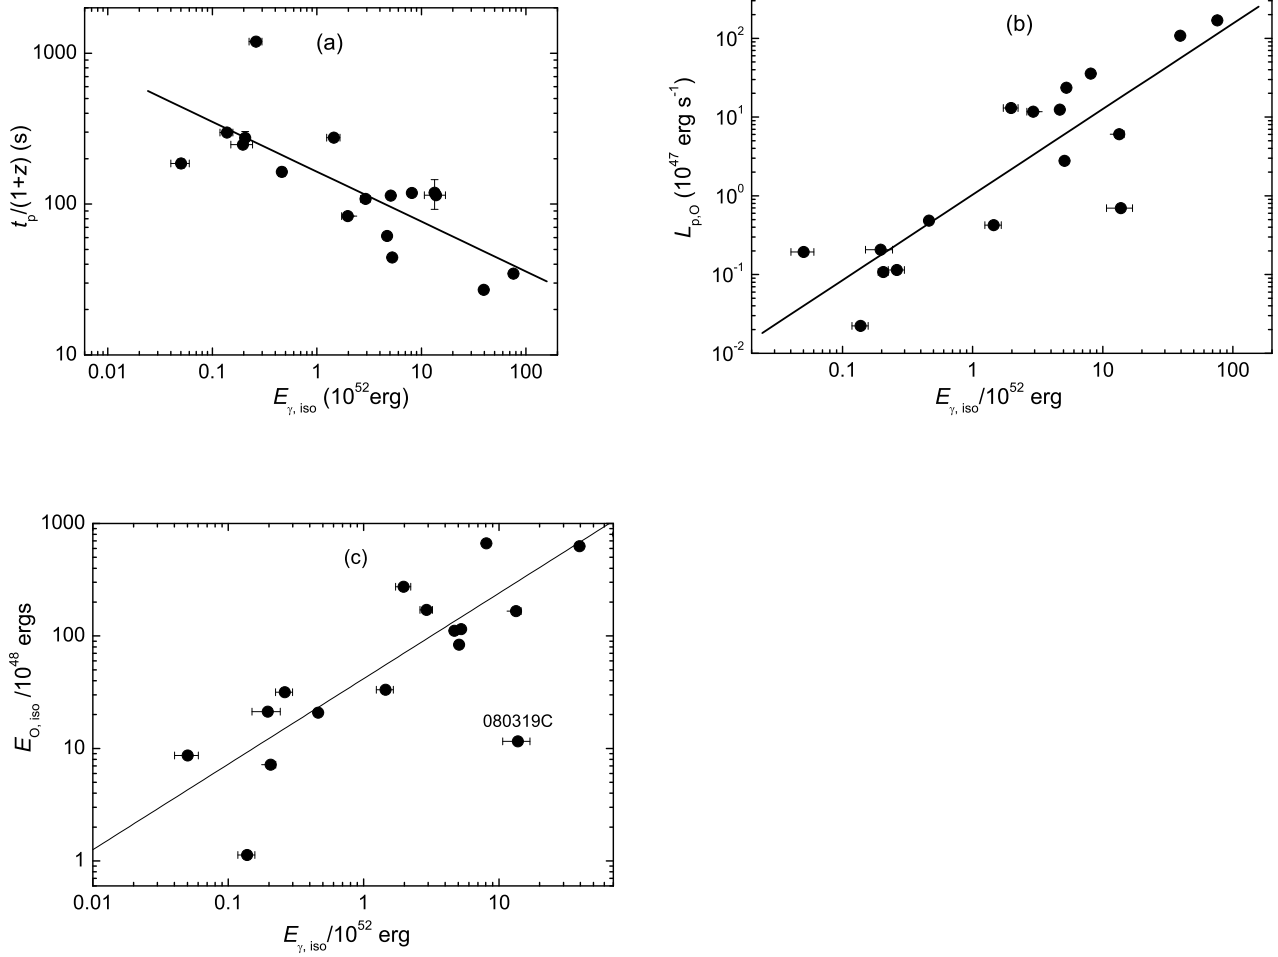 (a)
1000
100
10
t_p/(1+z) (s)
0.01 0.1 1 10 100
E_γ, iso (10^52erg)
(b)
10^2
10^1
10^0
10^-1
10^-2
L_p,O (10^47 erg s^-1)
0.1 1 10 100
E_γ, iso/10^52 erg
(c)
1000
100
10
1
E_O, iso /10^48 ergs
080319C
0.01 0.1 1 10
E_γ, iso/10^52 erg